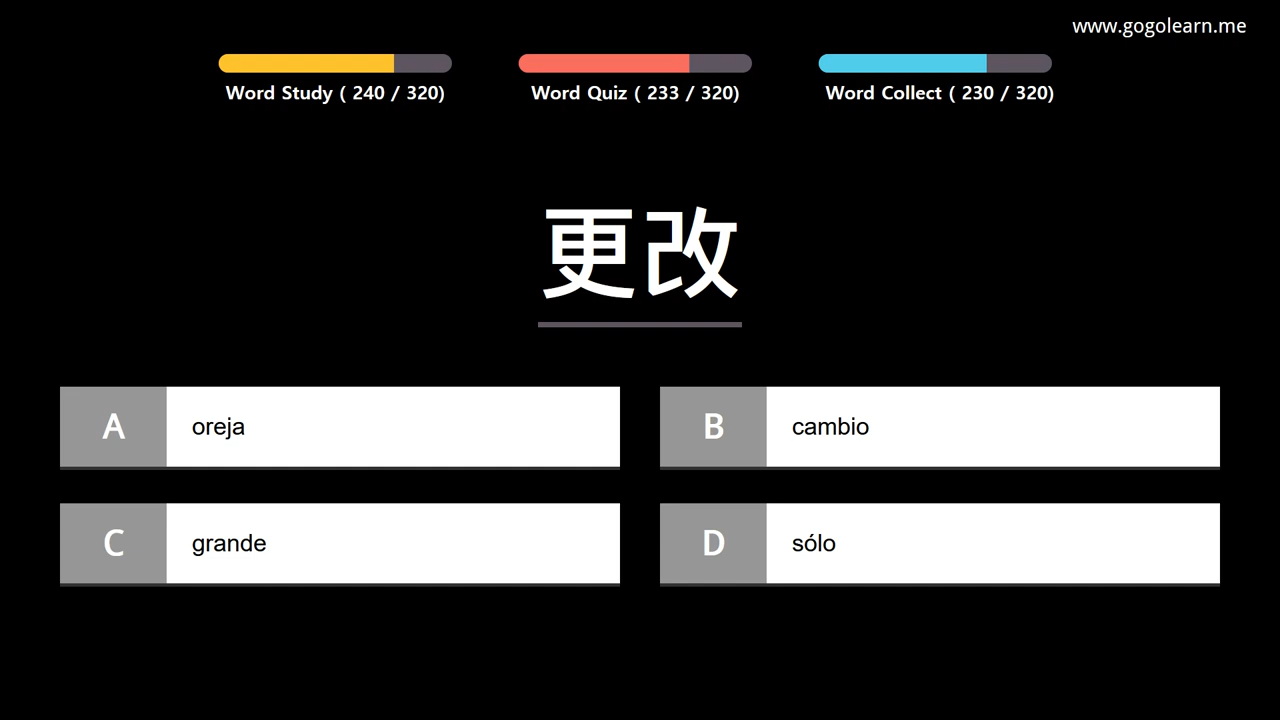 www.gogolearn.me
Word Study ( 240 / 320)
Word Quiz ( 233 / 320)
Word Collect ( 230 / 320)
更改
A oreja
B cambio
C grande
D sólo